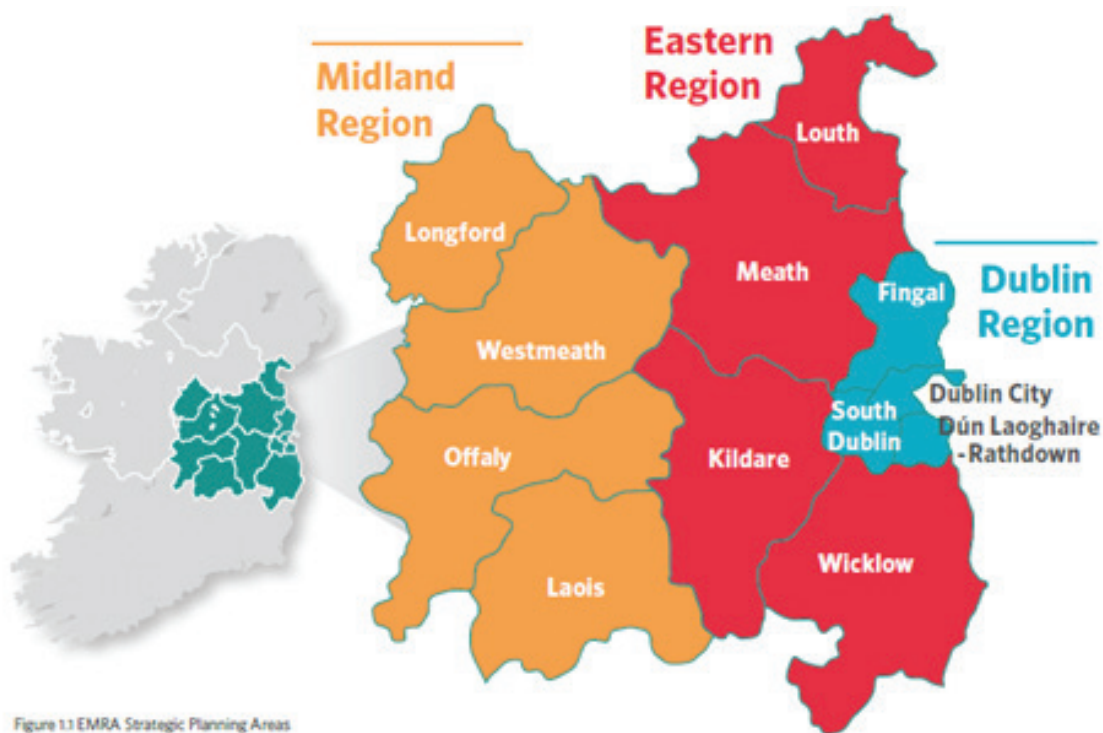 Midland
Region
Eastern
Region
Louth
Longford
Meath
Fingal
Dublin
Region
Westmeath
Dublin City
South
Dublin
Dún Laoghaire
-Rathdown
Offaly
Kildare
Wicklow
Laois
Figure 1.1 EMRA Strategic Planning Areas